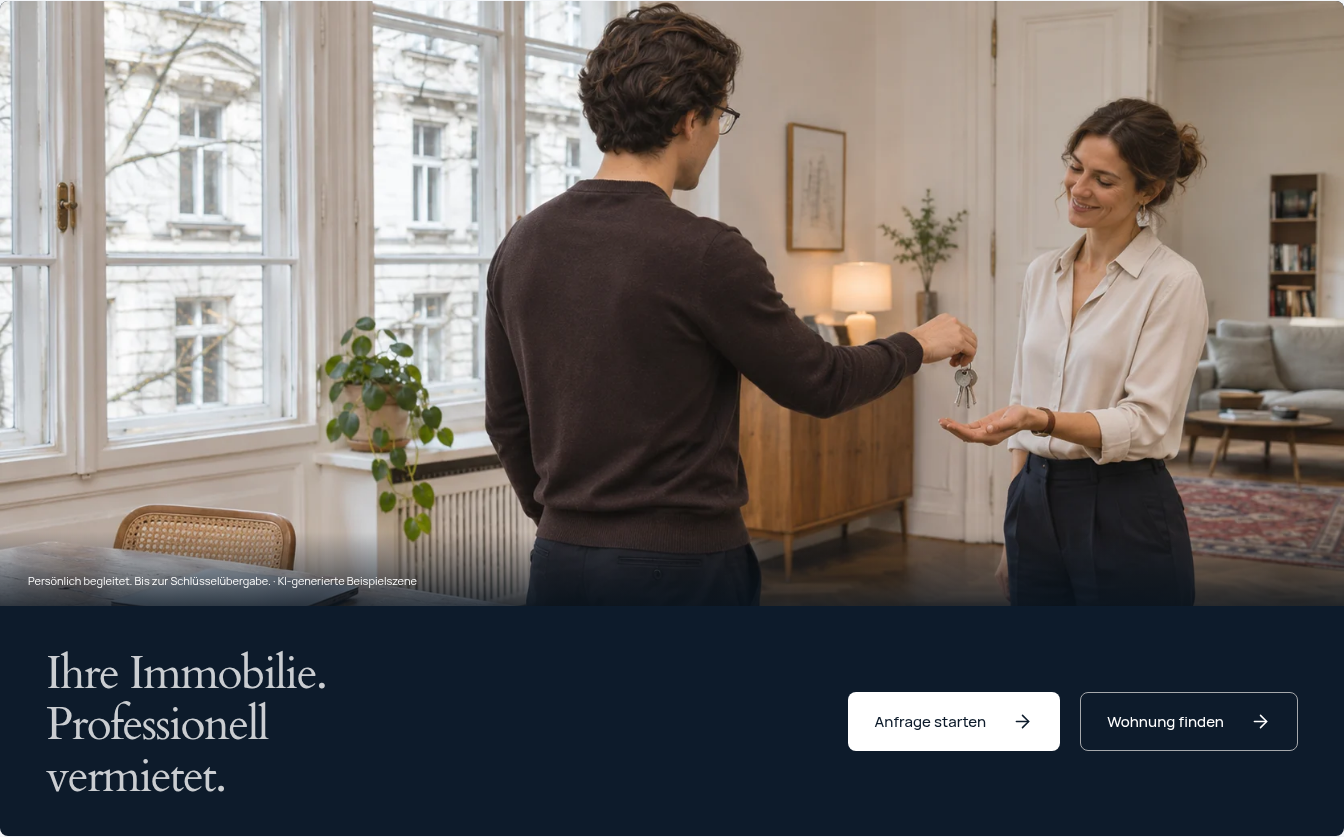 Persönlich begleitet. Bis zur Schlüsselübergabe. · KI-generierte Beispielszene
Ihre Immobilie.
Professionell
vermietet.
Anfrage starten →
Wohnung finden →